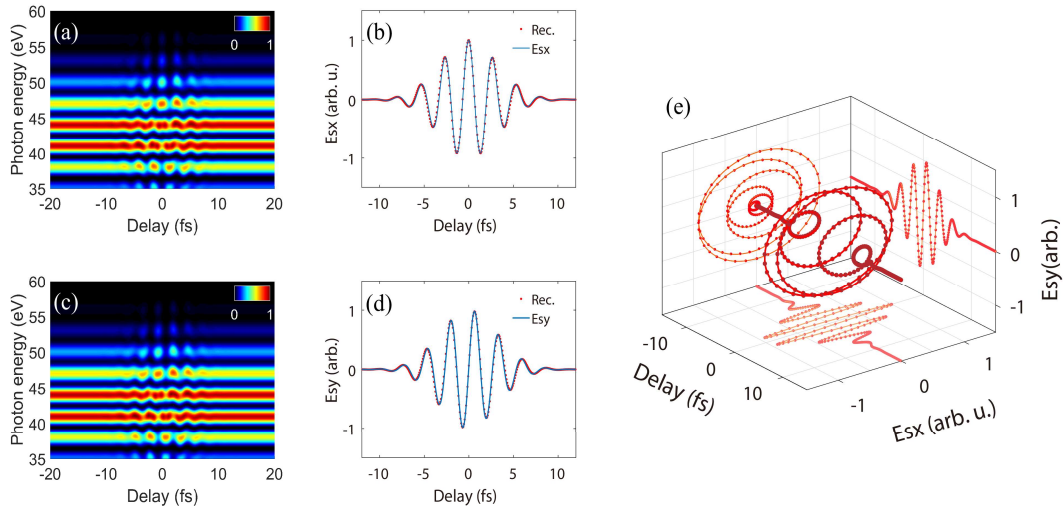 (a)
60
55
50
45
40
35
Photon energy (eV)
0 1
-20 -10 0 10 20
Delay (fs)
(b)
Rec.
Esx
1
0
-1
Esx (arb. u.)
-10 -5 0 5 10
Delay (fs)
(c)
60
55
50
45
40
35
Photon energy (eV)
0 1
-20 -10 0 10 20
Delay (fs)
(d)
Rec.
Esy
1
0
-1
Esy (arb.)
-10 -5 0 5 10
Delay (fs)
(e)
1
0
-1
Esy(arb.)
-10
0
10
Delay (fs)
-1
0
1
Esx (arb. u.)